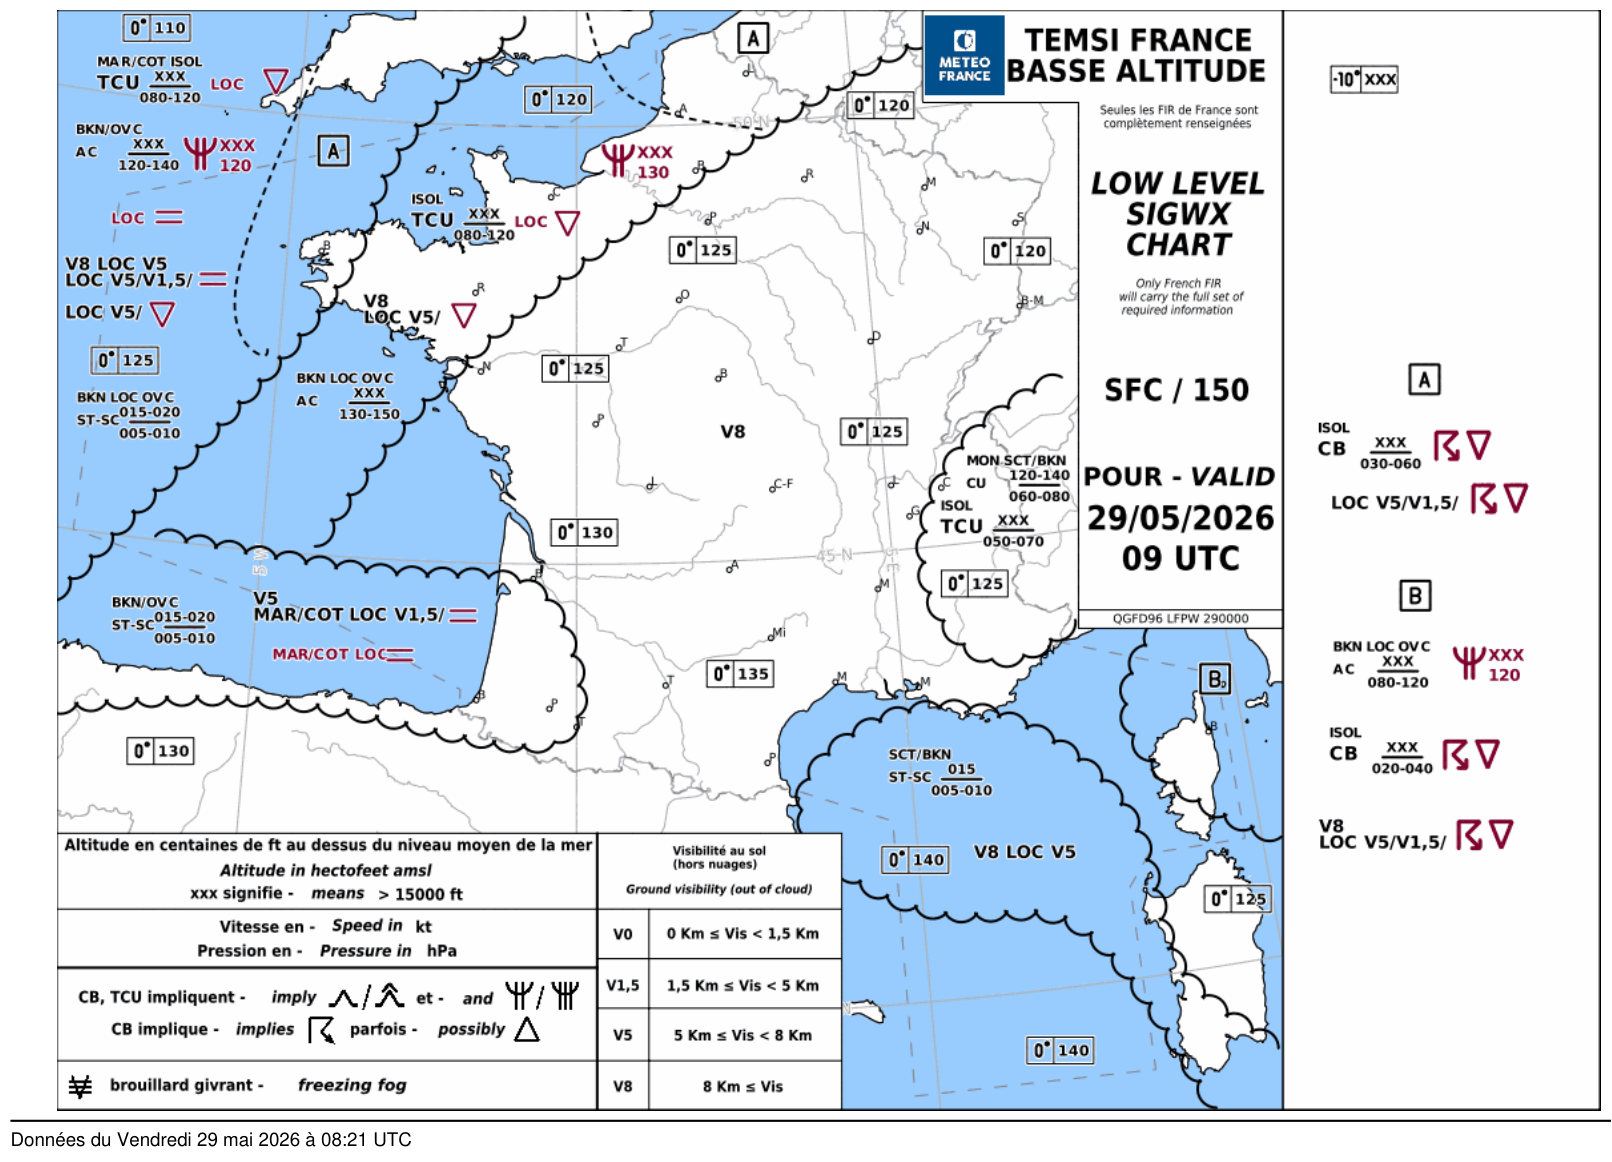 0° 110
MAR/COT ISOL
TCU XXX
080-120
LOC
BKN/OVC
AC XXX
120-140
XXX
120
LOC
V8 LOC V5
LOC V5/V1,5/
LOC V5/
0° 125
BKN LOC OVC
ST-SC 015-020
005-010
A
A
0° 120
0° 120
XXX
130
ISOL
TCU XXX
080-120
LOC
V8
LOC V5/
0° 125
0° 120
0° 125
BKN LOC OVC
AC XXX
130-150
V8
0° 125
0° 130
MON SCT/BKN
CU 120-140
060-080
ISOL
TCU XXX
050-070
0° 125
BKN/OVC
ST-SC 015-020
005-010
V5
MAR/COT LOC V1,5/
MAR/COT LOC
0° 135
0° 130
SCT/BKN
ST-SC 015
005-010
V8 LOC V5
0° 140
0° 125
0° 140
B
50°N
45°N
5°W
5°E
A
L
C
C
B
R
M
S
P
N
B
R
O
B-M
T
D
N
B
P
L
C-F
L
C
G
B
A
M
Mi
T
M
M
B
P
T
P
B
METEO
FRANCE
TEMSI FRANCE
BASSE ALTITUDE
Seules les FIR de France sont
complètement renseignées
LOW LEVEL
SIGWX
CHART
Only French FIR
will carry the full set of
required information
SFC / 150
POUR - VALID
29/05/2026
09 UTC
QGFD96 LFPW 290000
-10° XXX
A
ISOL
CB XXX
030-060
LOC V5/V1,5/
B
BKN LOC OVC
AC XXX
080-120
XXX
120
ISOL
CB XXX
020-040
V8
LOC V5/V1,5/
Altitude en centaines de ft au dessus du niveau moyen de la mer
Altitude in hectofeet amsl
xxx signifie - means > 15000 ft
Vitesse en - Speed in kt
Pression en - Pressure in hPa
CB, TCU impliquent - imply / et - and /
CB implique - implies parfois - possibly
brouillard givrant - freezing fog
Visibilité au sol
(hors nuages)
Ground visibility (out of cloud)
V0 0 Km ≤ Vis < 1,5 Km
V1,5 1,5 Km ≤ Vis < 5 Km
V5 5 Km ≤ Vis < 8 Km
V8 8 Km ≤ Vis
Données du Vendredi 29 mai 2026 à 08:21 UTC